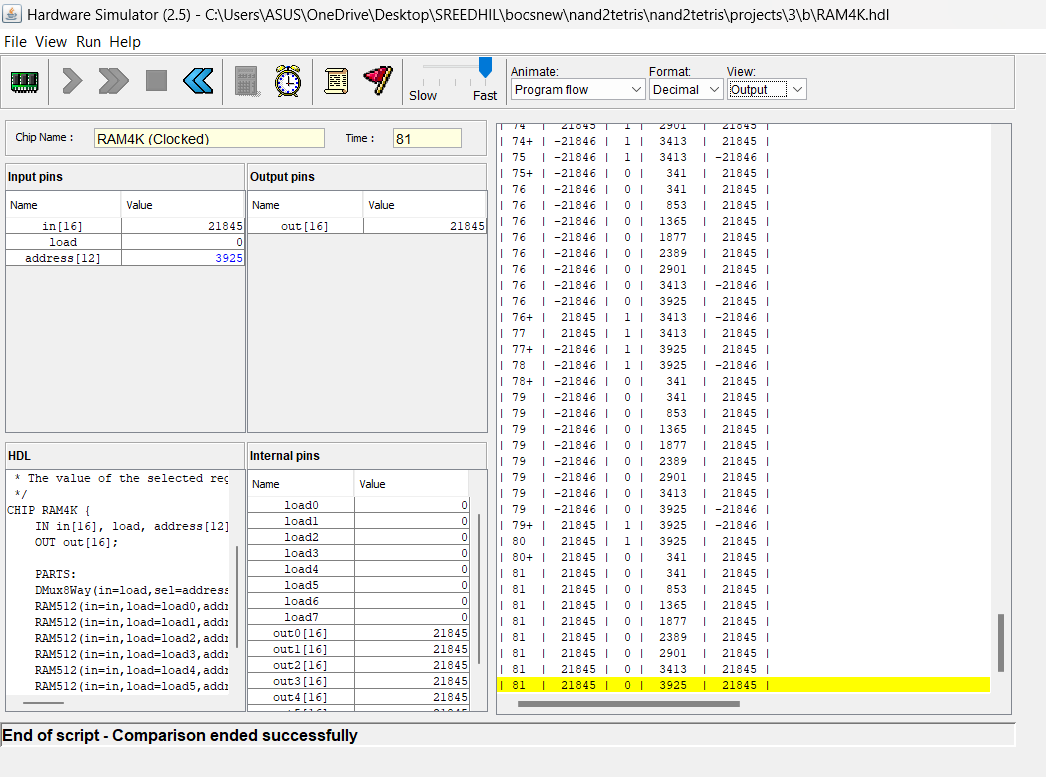 Hardware Simulator (2.5) - C:\Users\ASUS\OneDrive\Desktop\SREEDHIL\bocsnew\nand2tetris\nand2tetris\projects\3\b\RAM4K.hdl
File View Run Help
Slow Fast
Animate: Format: View:
Program flow Decimal Output
Chip Name : RAM4K (Clocked) Time : 81
Input pins
Name Value
in[16] 21845
load 0
address[12] 3925
Output pins
Name Value
out[16] 21845
HDL
* The value of the selected reg
*/
CHIP RAM4K {
IN in[16], load, address[12]
OUT out[16];
PARTS:
DMux8Way(in=load,sel=address
RAM512(in=in,load=load0,addr
RAM512(in=in,load=load1,addr
RAM512(in=in,load=load2,addr
RAM512(in=in,load=load3,addr
RAM512(in=in,load=load4,addr
RAM512(in=in,load=load5,addr
Internal pins
Name Value
load0 0
load1 0
load2 0
load3 0
load4 0
load5 0
load6 0
load7 0
out0[16] 21845
out1[16] 21845
out2[16] 21845
out3[16] 21845
out4[16] 21845
| 74 | 21845 | 1 | 2901 | 21845 |
| 74+ | -21846 | 1 | 3413 | 21845 |
| 75 | -21846 | 1 | 3413 | -21846 |
| 75+ | -21846 | 0 | 341 | 21845 |
| 76 | -21846 | 0 | 341 | 21845 |
| 76 | -21846 | 0 | 853 | 21845 |
| 76 | -21846 | 0 | 1365 | 21845 |
| 76 | -21846 | 0 | 1877 | 21845 |
| 76 | -21846 | 0 | 2389 | 21845 |
| 76 | -21846 | 0 | 2901 | 21845 |
| 76 | -21846 | 0 | 3413 | -21846 |
| 76 | -21846 | 0 | 3925 | 21845 |
| 76+ | 21845 | 1 | 3413 | -21846 |
| 77 | 21845 | 1 | 3413 | 21845 |
| 77+ | -21846 | 1 | 3925 | 21845 |
| 78 | -21846 | 1 | 3925 | -21846 |
| 78+ | -21846 | 0 | 341 | 21845 |
| 79 | -21846 | 0 | 341 | 21845 |
| 79 | -21846 | 0 | 853 | 21845 |
| 79 | -21846 | 0 | 1365 | 21845 |
| 79 | -21846 | 0 | 1877 | 21845 |
| 79 | -21846 | 0 | 2389 | 21845 |
| 79 | -21846 | 0 | 2901 | 21845 |
| 79 | -21846 | 0 | 3413 | 21845 |
| 79 | -21846 | 0 | 3925 | -21846 |
| 79+ | 21845 | 1 | 3925 | -21846 |
| 80 | 21845 | 1 | 3925 | 21845 |
| 80+ | 21845 | 0 | 341 | 21845 |
| 81 | 21845 | 0 | 341 | 21845 |
| 81 | 21845 | 0 | 853 | 21845 |
| 81 | 21845 | 0 | 1365 | 21845 |
| 81 | 21845 | 0 | 1877 | 21845 |
| 81 | 21845 | 0 | 2389 | 21845 |
| 81 | 21845 | 0 | 2901 | 21845 |
| 81 | 21845 | 0 | 3413 | 21845 |
| 81 | 21845 | 0 | 3925 | 21845 |
End of script - Comparison ended successfully